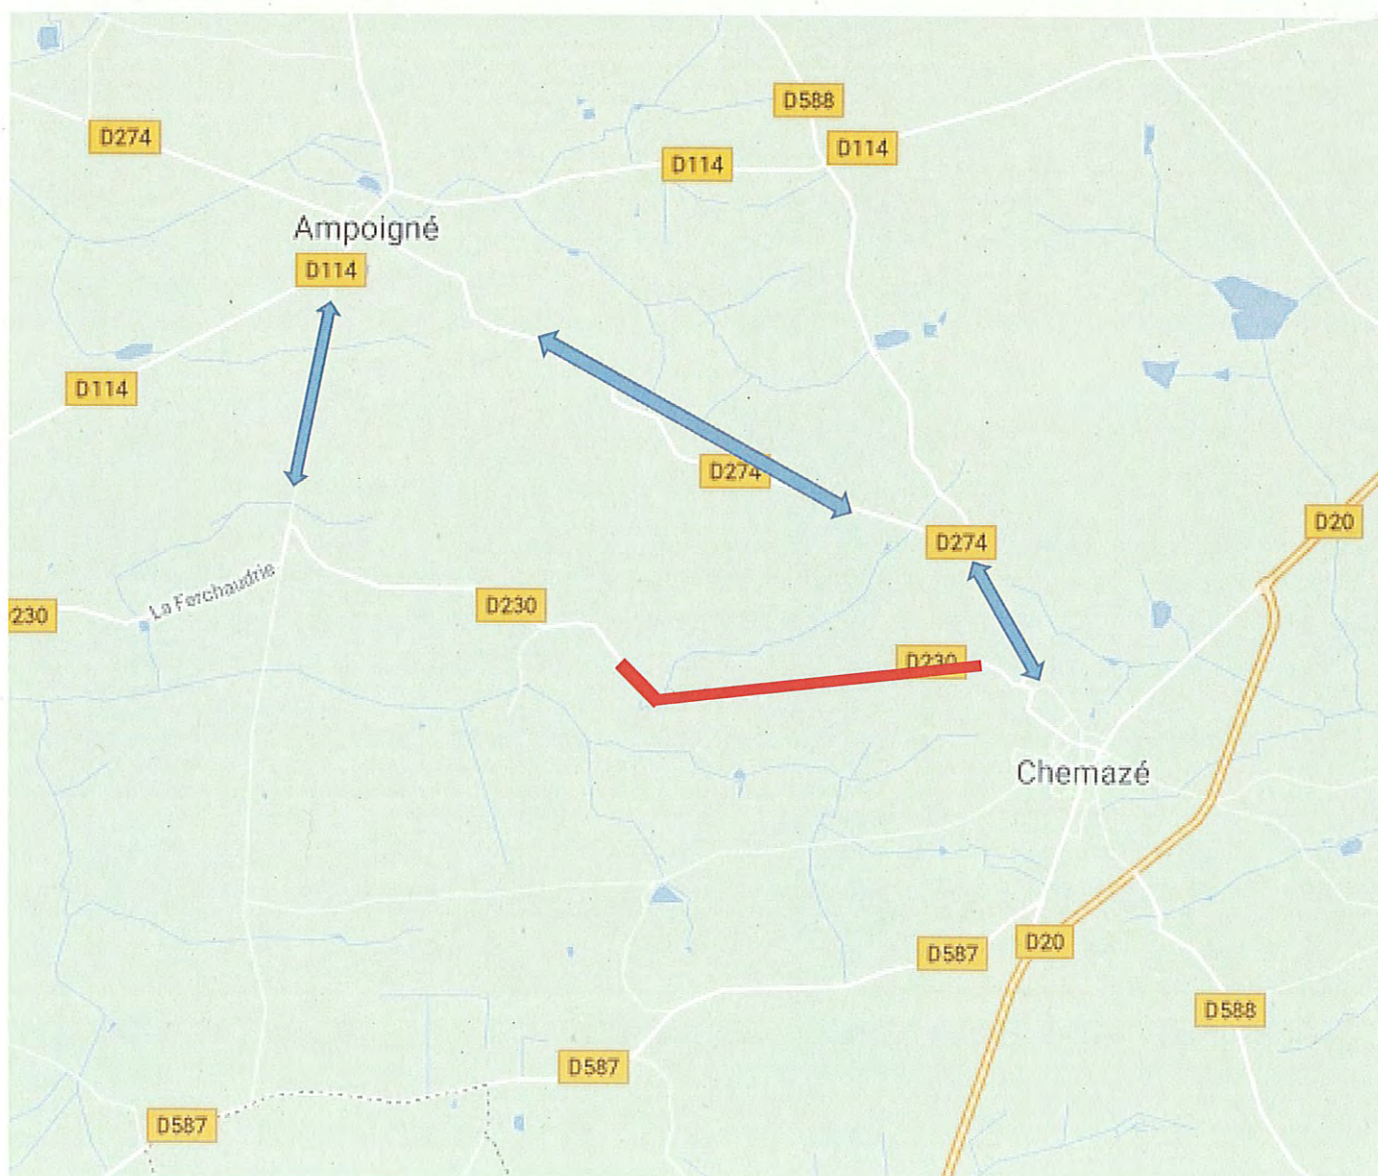 D588
D274
D114
D114
Ampoigné
D114
D114
D274
D20
D274
La Ferchaudrie
D230
230
D230
Chemazé
D587
D20
D588
D587
D587